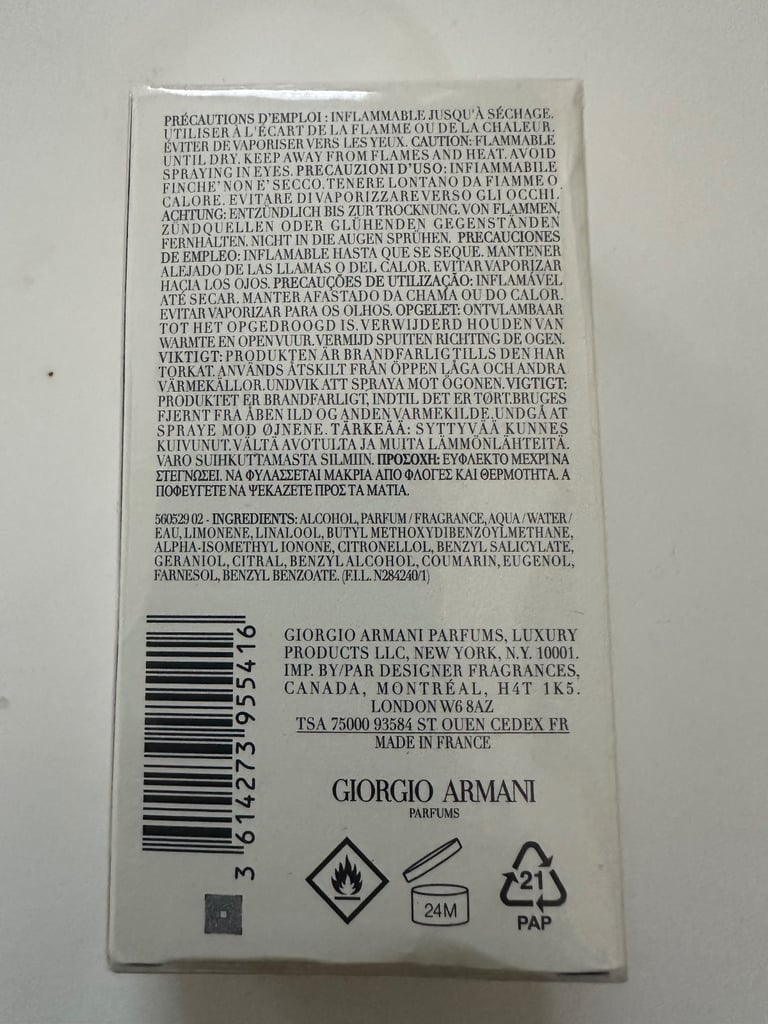 PRÉCAUTIONS D'EMPLOI : INFLAMMABLE JUSQU'À SÉCHAGE.
UTILISER À L'ÉCART DE LA FLAMME OU DE LA CHALEUR.
ÉVITER DE VAPORISER VERS LES YEUX. CAUTION: FLAMMABLE
UNTIL DRY. KEEP AWAY FROM FLAMES AND HEAT. AVOID
SPRAYING IN EYES. PRECAUZIONI D'USO: INFIAMMABILE
FINCHE' NON E' SECCO. TENERE LONTANO DA FIAMME O
CALORE. EVITARE DI VAPORIZZARE VERSO GLI OCCHI.
ACHTUNG: ENTZÜNDLICH BIS ZUR TROCKNUNG. VON FLAMMEN,
ZÜNDQUELLEN ODER GLÜHENDEN GEGENSTÄNDEN
FERNHALTEN. NICHT IN DIE AUGEN SPRÜHEN. PRECAUCIONES
DE EMPLEO: INFLAMABLE HASTA QUE SE SEQUE. MANTENER
ALEJADO DE LAS LLAMAS O DEL CALOR. EVITAR VAPORIZAR
HACIA LOS OJOS. PRECAUÇÕES DE UTILIZAÇÃO: INFLAMÁVEL
ATÉ SECAR. MANTER AFASTADO DA CHAMA OU DO CALOR.
EVITAR VAPORIZAR PARA OS OLHOS. OPGELET: ONTVLAMBAAR
TOT HET OPGEDROOGD IS. VERWIJDERD HOUDEN VAN
WARMTE EN OPEN VUUR. VERMIJD SPUITEN RICHTING DE OGEN.
VIKTIGT: PRODUKTEN ÄR BRANDFARLIG TILLS DEN HAR
TORKAT. ANVÄNDS ÅTSKILT FRÅN ÖPPEN LÅGA OCH ANDRA
VÄRMEKÄLLOR. UNDVIK ATT SPRAYA MOT ÖGONEN. VIGTIGT:
PRODUKTET ER BRANDFARLIGT, INDTIL DET ER TØRT. BRUGES
FJERNT FRA ÅBEN ILD OG ANDEN VARMEKILDE. UNDGÅ AT
SPRAYE MOD ØJNENE. TÄRKEÄÄ: SYTTYVÄÄ KUNNES
KUIVUNUT. VÄLTÄ AVOTULTA JA MUITA LÄMMÖNLÄHTEITÄ.
VARO SUIHKUTTAMASTA SILMIIN. ΠΡΟΣΟΧΗ: ΕΥΦΛΕΚΤΟ ΜΕΧΡΙ ΝΑ
ΣΤΕΓΝΩΣΕΙ. ΝΑ ΦΥΛΑΣΣΕΤΑΙ ΜΑΚΡΙΑ ΑΠΟ ΦΛΟΓΕΣ ΚΑΙ ΘΕΡΜΟΤΗΤΑ. Α
ΠΟΦΕΥΓΕΤΕ ΝΑ ΨΕΚΑΖΕΤΕ ΠΡΟΣ ΤΑ ΜΑΤΙΑ.
560529 02 - INGREDIENTS: ALCOHOL, PARFUM / FRAGRANCE, AQUA / WATER /
EAU, LIMONENE, LINALOOL, BUTYL METHOXYDIBENZOYLMETHANE,
ALPHA-ISOMETHYL IONONE, CITRONELLOL, BENZYL SALICYLATE,
GERANIOL, CITRAL, BENZYL ALCOHOL, COUMARIN, EUGENOL,
FARNESOL, BENZYL BENZOATE. (F.I.L. N284240/1)
3 614273 955416
GIORGIO ARMANI PARFUMS, LUXURY
PRODUCTS LLC, NEW YORK, N.Y. 10001.
IMP. BY/PAR DESIGNER FRAGRANCES,
CANADA, MONTRÉAL, H4T 1K5.
LONDON W6 8AZ
TSA 75000 93584 ST OUEN CEDEX FR
MADE IN FRANCE
GIORGIO ARMANI
PARFUMS
24M
21
PAP